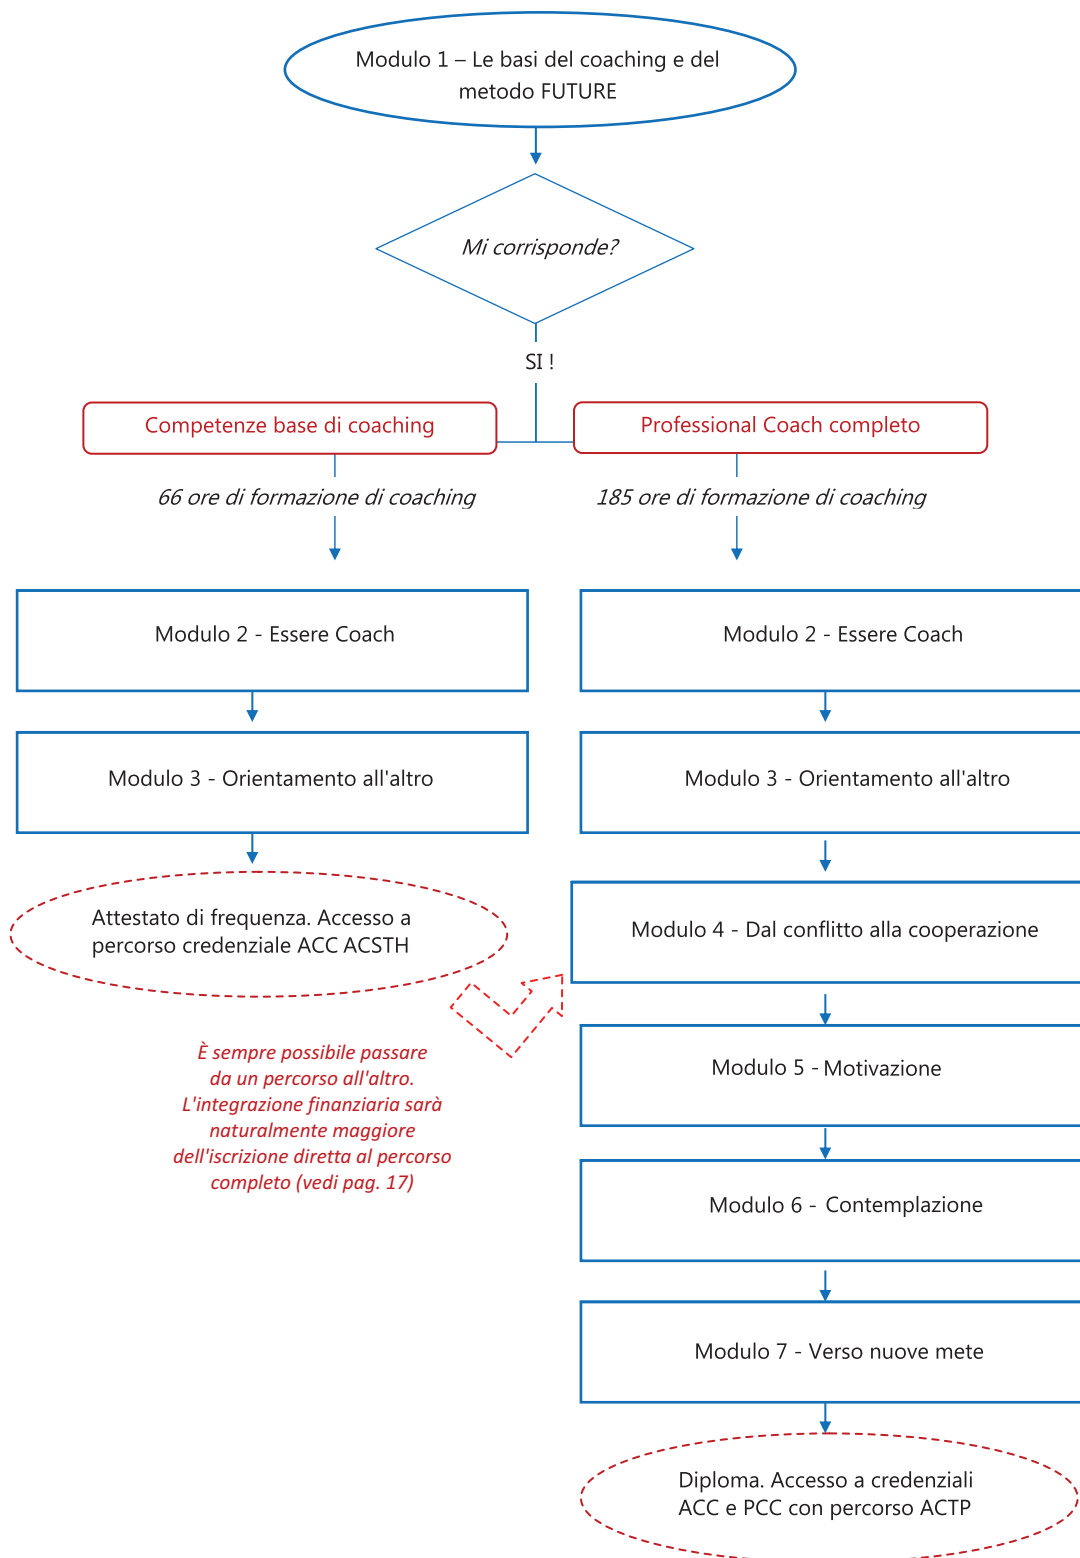 Modulo 1 – Le basi del coaching e del
metodo FUTURE
Mi corrisponde?
SI !
Competenze base di coaching
Professional Coach completo
66 ore di formazione di coaching
185 ore di formazione di coaching
Modulo 2 - Essere Coach
Modulo 2 - Essere Coach
Modulo 3 - Orientamento all'altro
Modulo 3 - Orientamento all'altro
Attestato di frequenza. Accesso a
percorso credenziale ACC ACSTH
Modulo 4 - Dal conflitto alla cooperazione
È sempre possibile passare
da un percorso all'altro.
L'integrazione finanziaria sarà
naturalmente maggiore
dell'iscrizione diretta al percorso
completo (vedi pag. 17)
Modulo 5 - Motivazione
Modulo 6 - Contemplazione
Modulo 7 - Verso nuove mete
Diploma. Accesso a credenziali
ACC e PCC con percorso ACTP